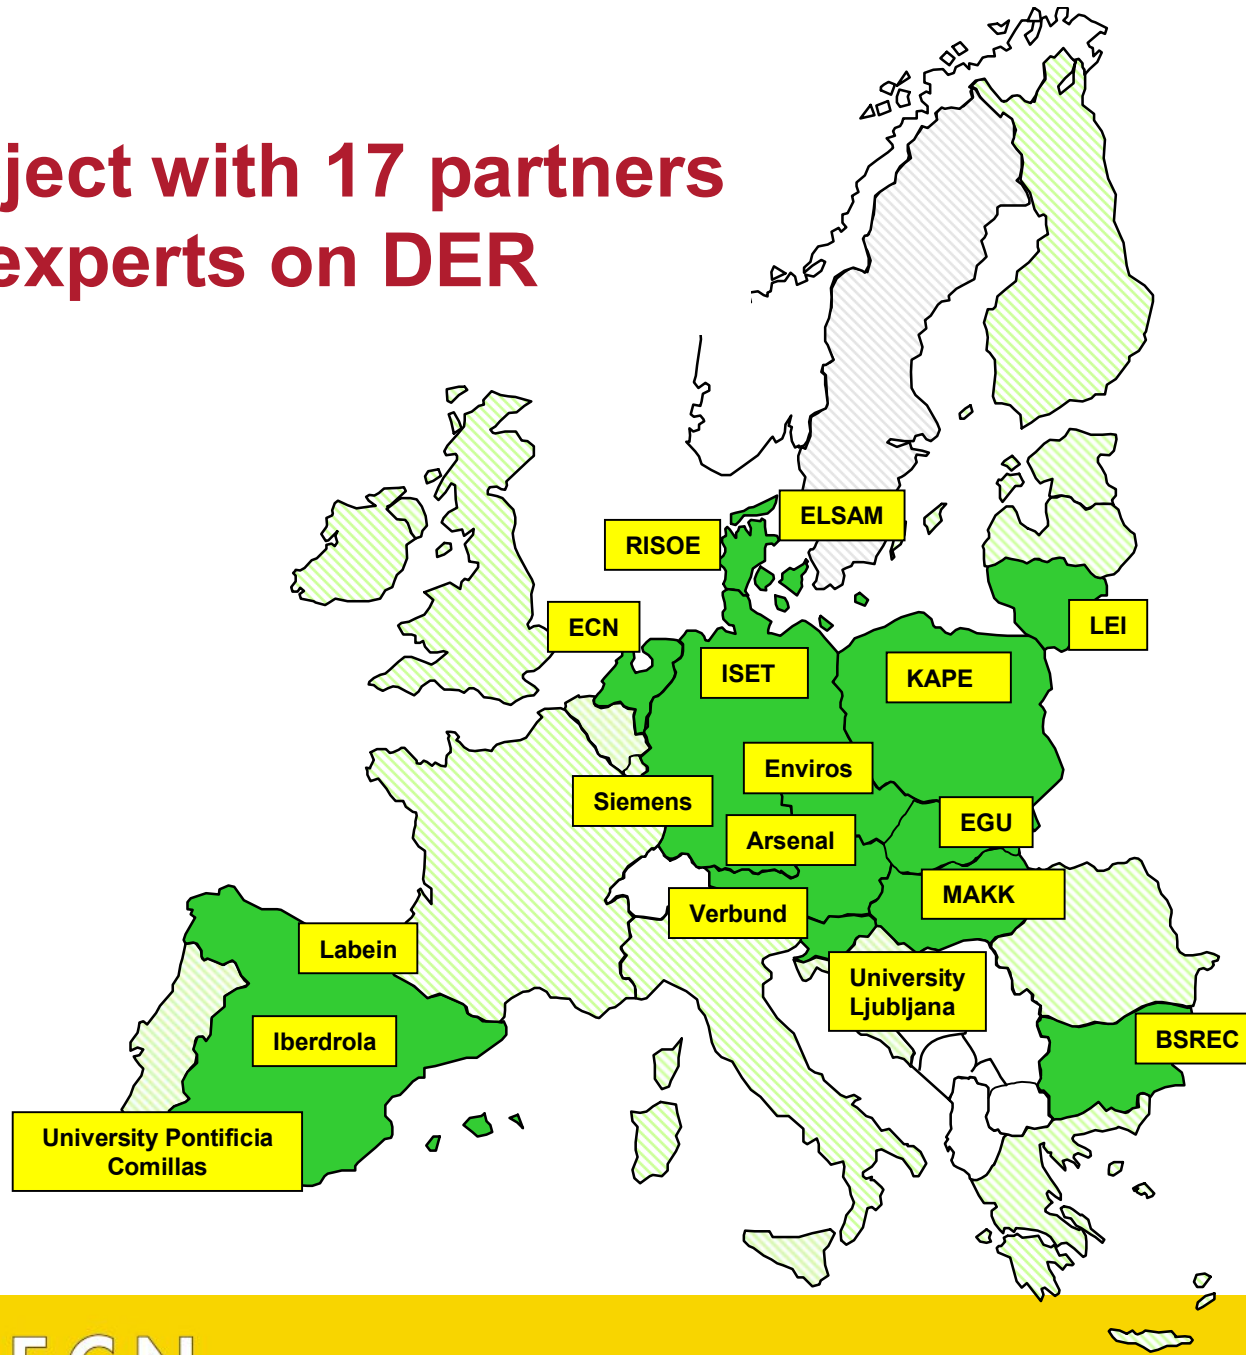 ject with 17 partners
experts on DER
ELSAM
RISOE
ECN
LEI
ISET
KAPE
Enviros
Siemens
EGU
Arsenal
MAKK
Verbund
Labein
University
Ljubljana
Iberdrola
BSREC
University Pontificia
Comillas
ECN